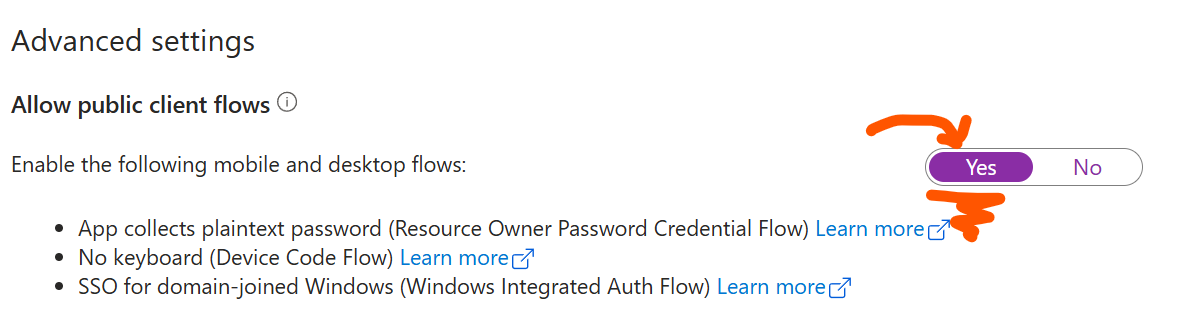 Advanced settings
Allow public client flows
Enable the following mobile and desktop flows:
Yes No
• App collects plaintext password (Resource Owner Password Credential Flow) Learn more
• No keyboard (Device Code Flow) Learn more
• SSO for domain-joined Windows (Windows Integrated Auth Flow) Learn more